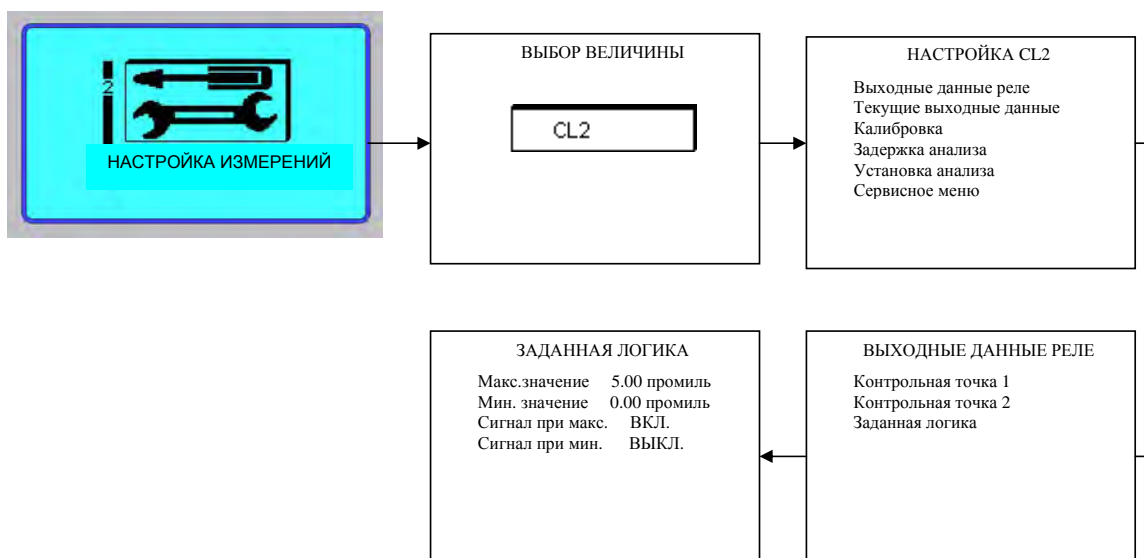 2
НАСТРОЙКА ИЗМЕРЕНИЙ
ВЫБОР ВЕЛИЧИНЫ
CL2
НАСТРОЙКА CL2
Выходные данные реле
Текущие выходные данные
Калибровка
Задержка анализа
Установка анализа
Сервисное меню
ЗАДАННАЯ ЛОГИКА
Макс.значение 5.00 промиль
Мин. значение 0.00 промиль
Сигнал при макс. ВКЛ.
Сигнал при мин. ВЫКЛ.
ВЫХОДНЫЕ ДАННЫЕ РЕЛЕ
Контрольная точка 1
Контрольная точка 2
Заданная логика